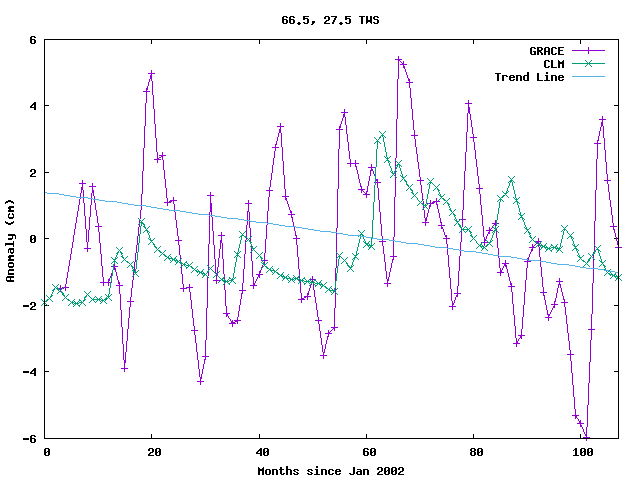 66.5, 27.5 TWS
GRACE
CLM
Trend Line
Anomaly (cm)
6
4
2
0
-2
-4
-6
0 20 40 60 80 100
Months since Jan 2002